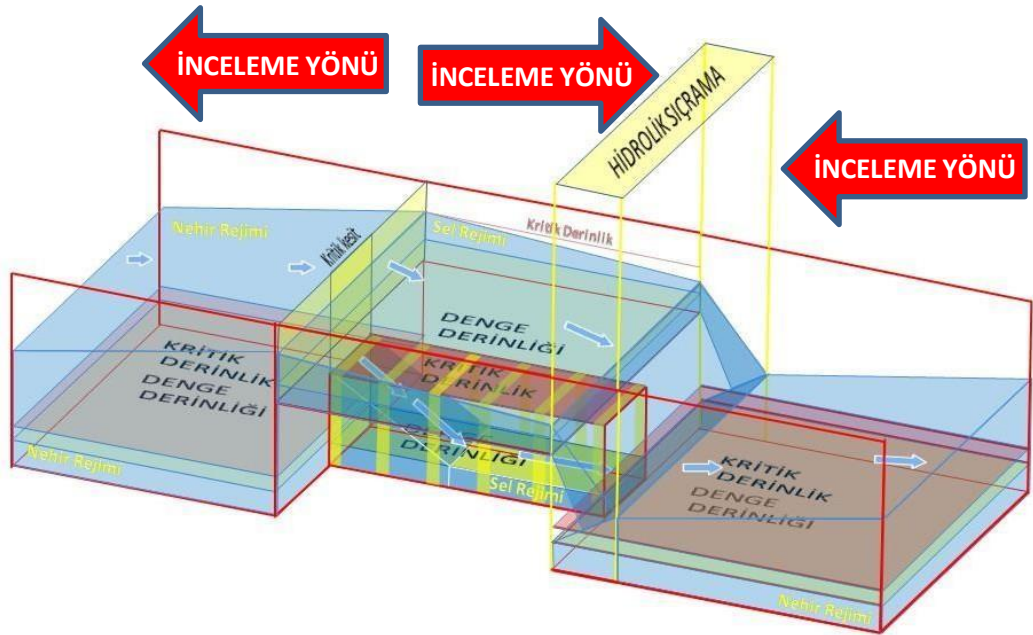 İNCELEME YÖNÜ
İNCELEME YÖNÜ
HİDROLİK SIÇRAMA
İNCELEME YÖNÜ
Nehir Rejimi
Kritik kesit
Sel Rejimi
Kritik Derinlik
DENGE
DERİNLİĞİ
KRİTİK
DERİNLİK
DENGE
DERİNLİĞİ
KRİTİK
DERİNLİK
DERİNLİĞİ
Sel Rejimi
Nehir Rejimi
KRİTİK
DERİNLİK
DENGE
DERİNLİĞİ
Nehir Rejimi